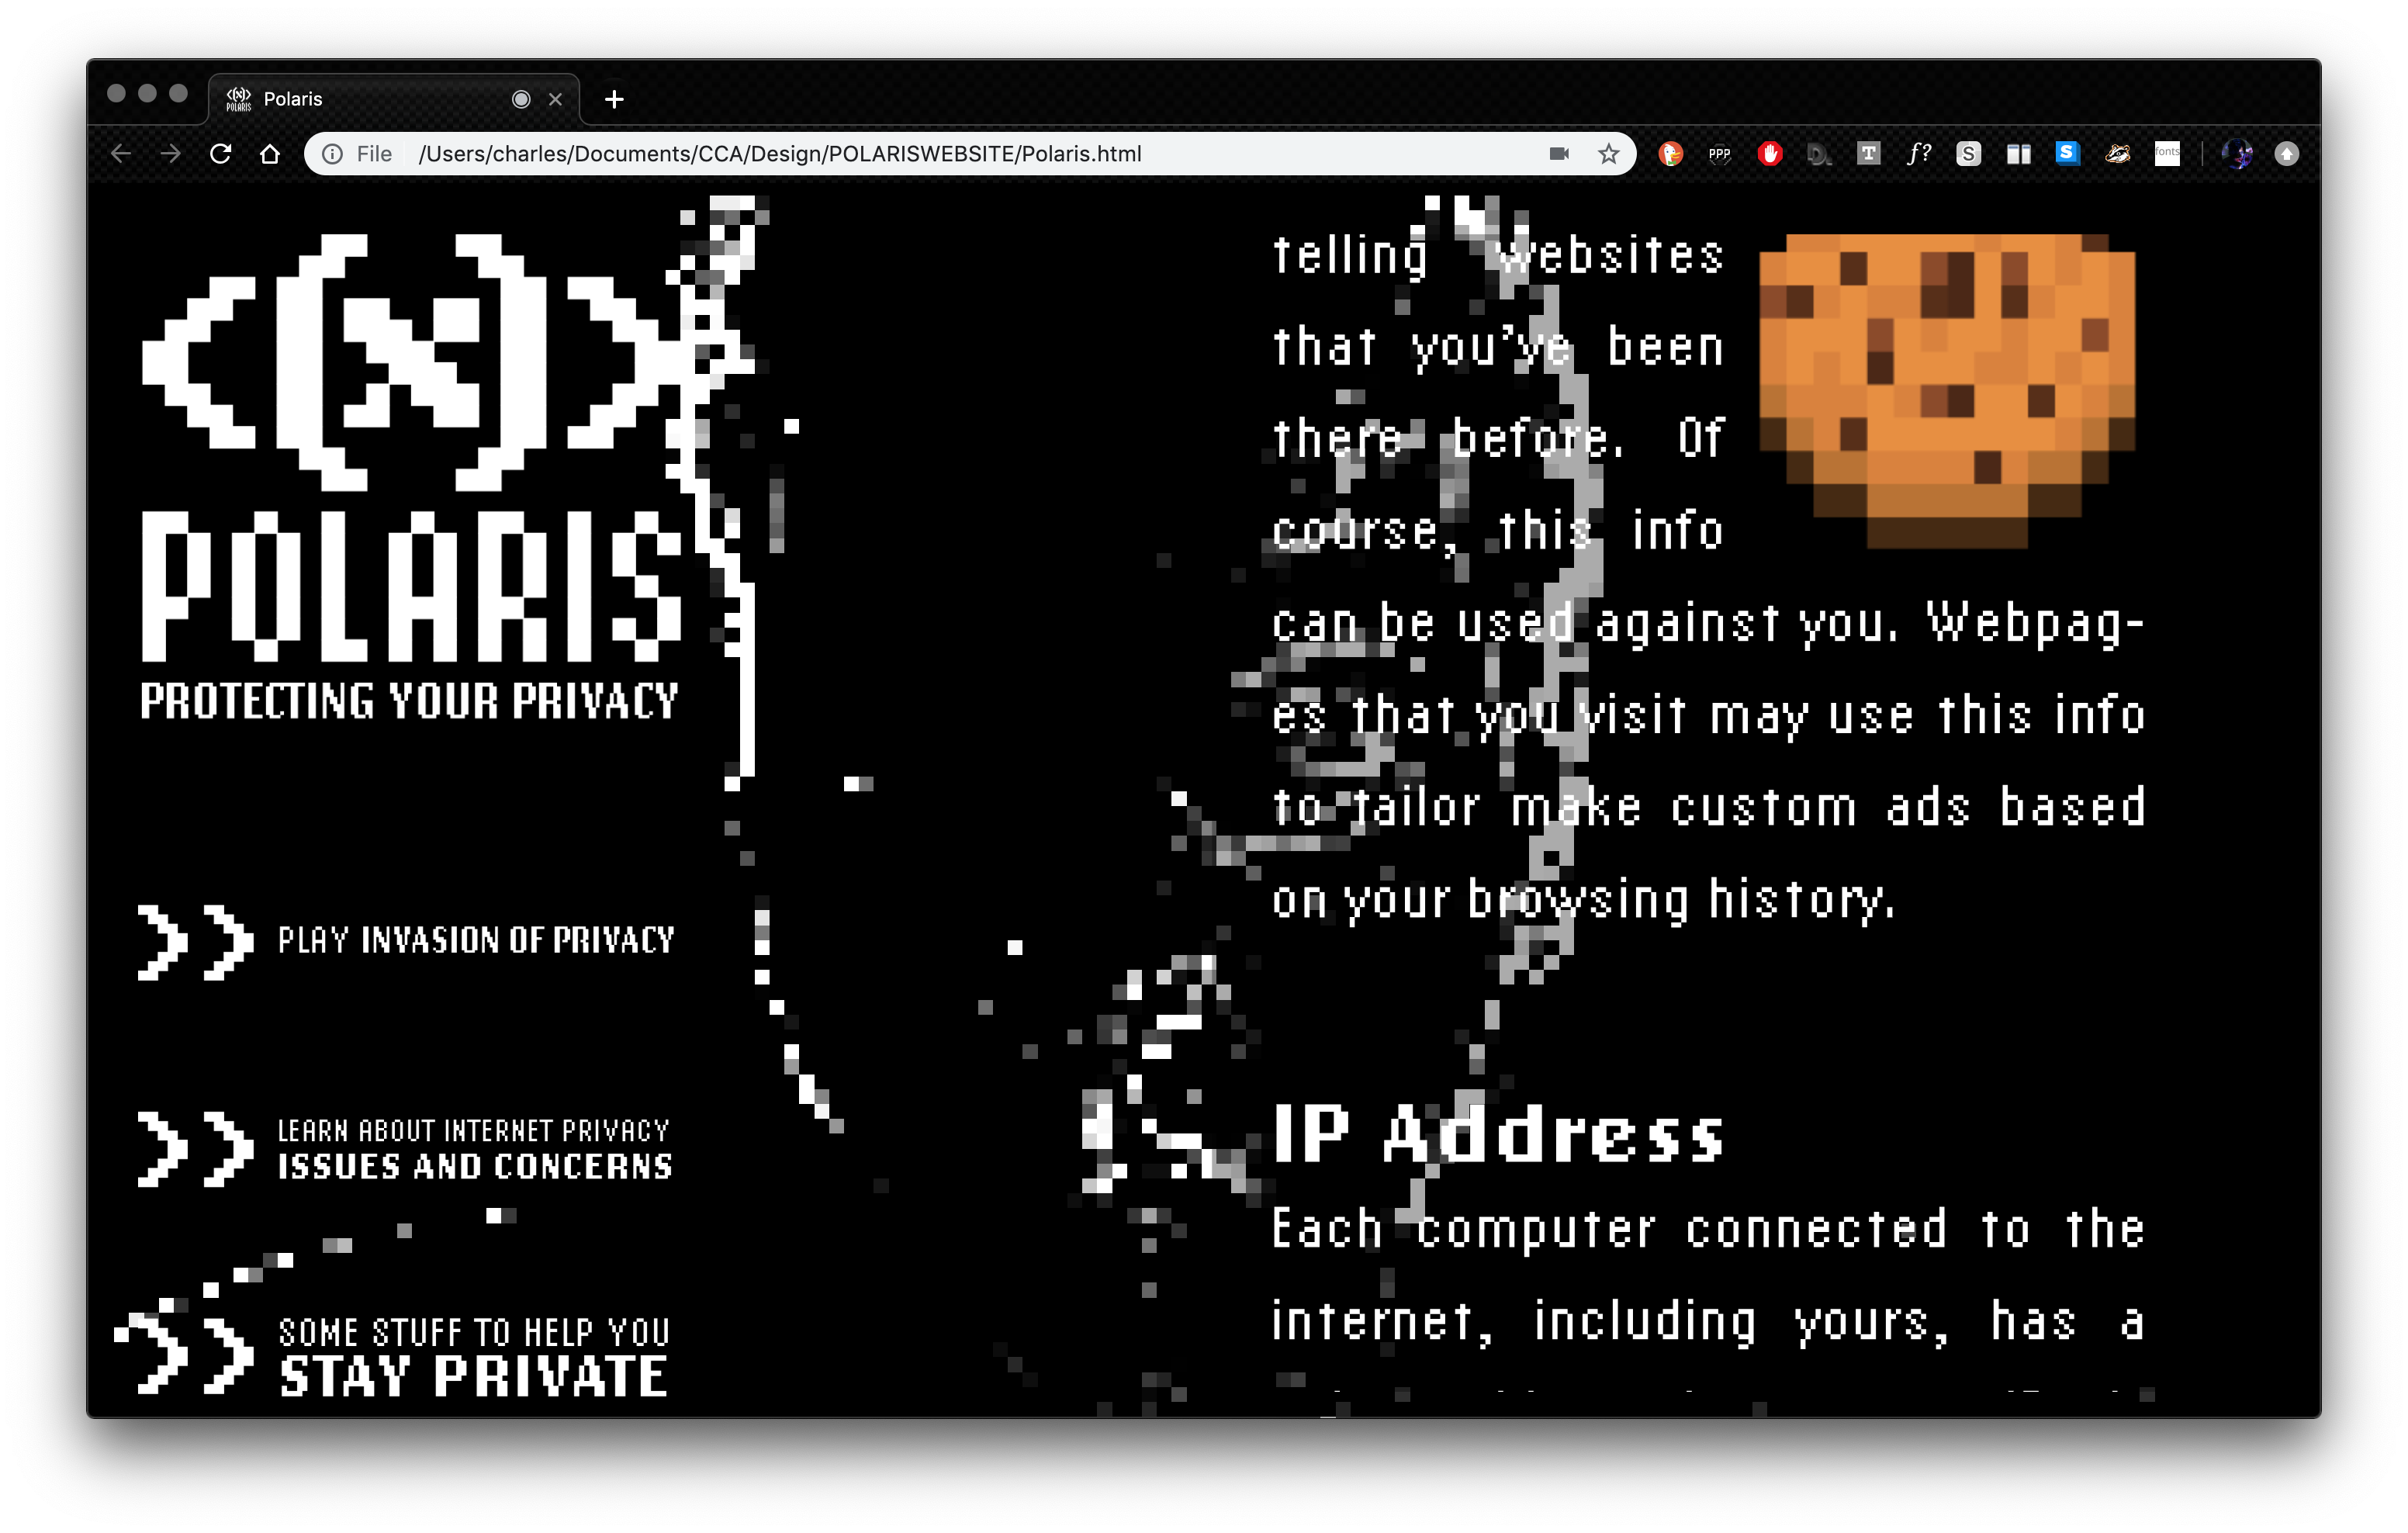 Polaris
File /Users/charles/Documents/CCA/Design/POLARISWEBSITE/Polaris.html
PPP
T
f?
S
S
fonts
POLARIS
PROTECTING YOUR PRIVACY
PLAY INVASION OF PRIVACY
LEARN ABOUT INTERNET PRIVACY
ISSUES AND CONCERNS
SOME STUFF TO HELP YOU
STAY PRIVATE
telling websites
that you've been
there before. Of
course, this info
can be used against you. Webpag-
es that you visit may use this info
to tailor make custom ads based
on your browsing history.
IP Address
Each computer connected to the
internet, including yours, has a